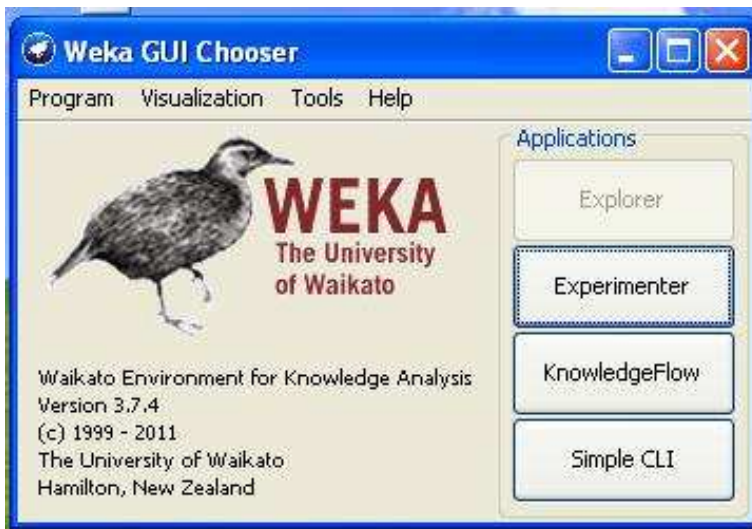 Weka GUI Chooser
Program Visualization Tools Help
WEKA
The University
of Waikato
Waikato Environment for Knowledge Analysis
Version 3.7.4
(c) 1999 - 2011
The University of Waikato
Hamilton, New Zealand
Applications
Explorer
Experimenter
KnowledgeFlow
Simple CLI